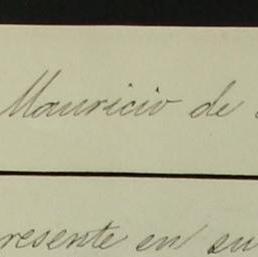 Mauricio de
resente en su